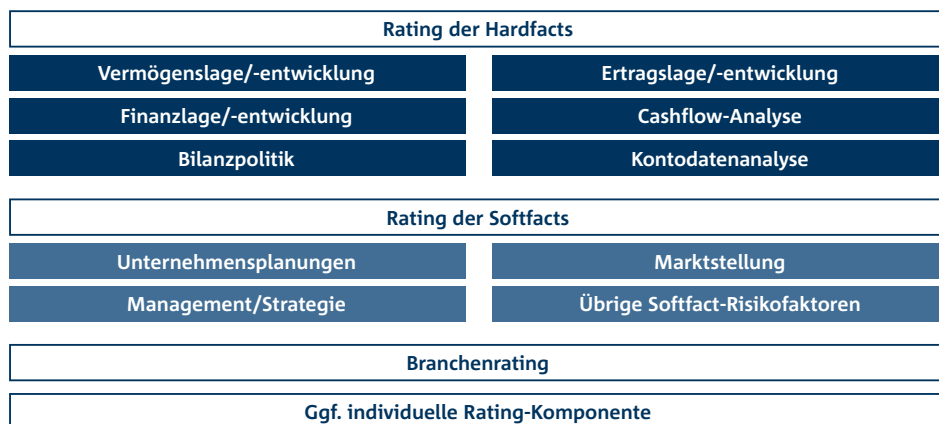 Rating der Hardfacts
Vermögenslage/-entwicklung
Ertragslage/-entwicklung
Finanzlage/-entwicklung
Cashflow-Analyse
Bilanzpolitik
Kontodatenanalyse
Rating der Softfacts
Unternehmensplanungen
Marktstellung
Management/Strategie
Übrige Softfact-Risikofaktoren
Branchenrating
Ggf. individuelle Rating-Komponente